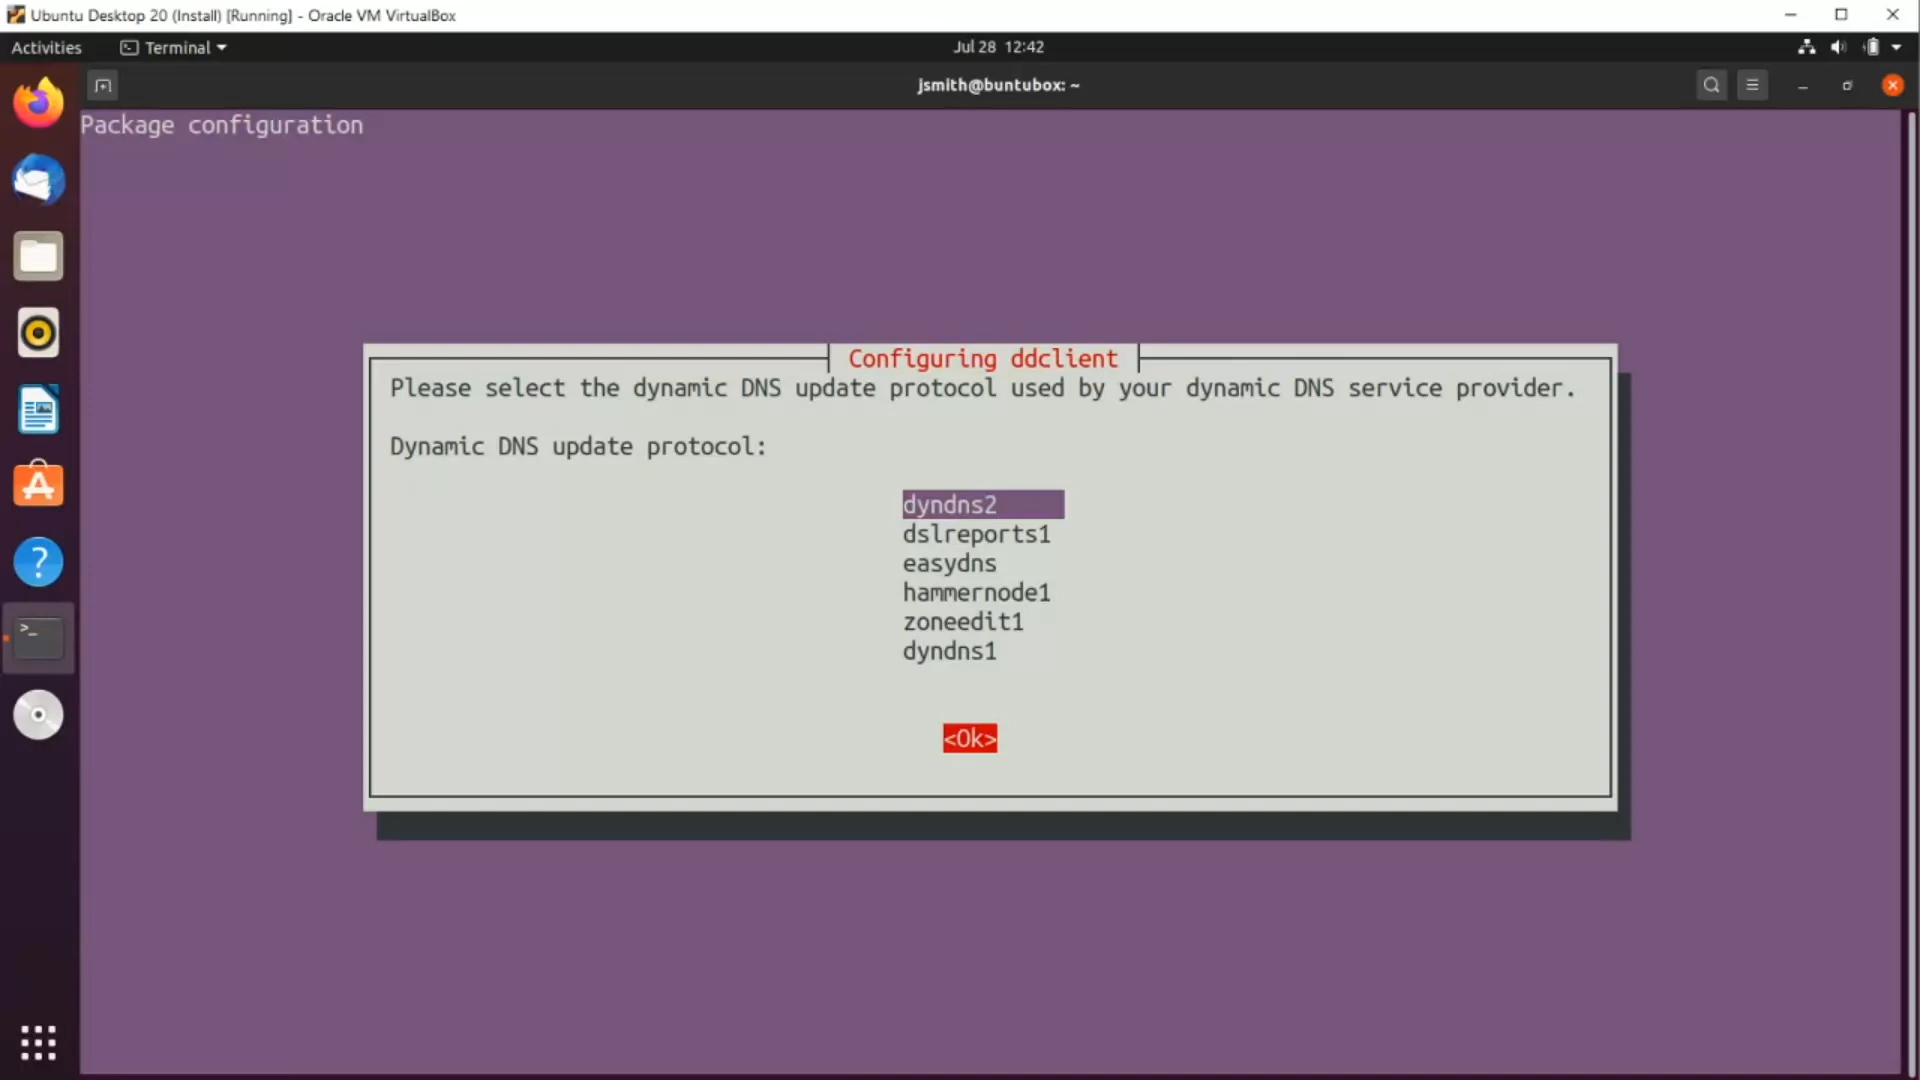 Ubuntu Desktop 20 (Install) [Running] - Oracle VM VirtualBox
Activities Terminal Jul 28 12:42
jsmith@buntubox: ~
Package configuration
Configuring ddclient
Please select the dynamic DNS update protocol used by your dynamic DNS service provider.
Dynamic DNS update protocol:
dyndns2
dslreports1
easydns
hammernode1
zoneedit1
dyndns1
<Ok>